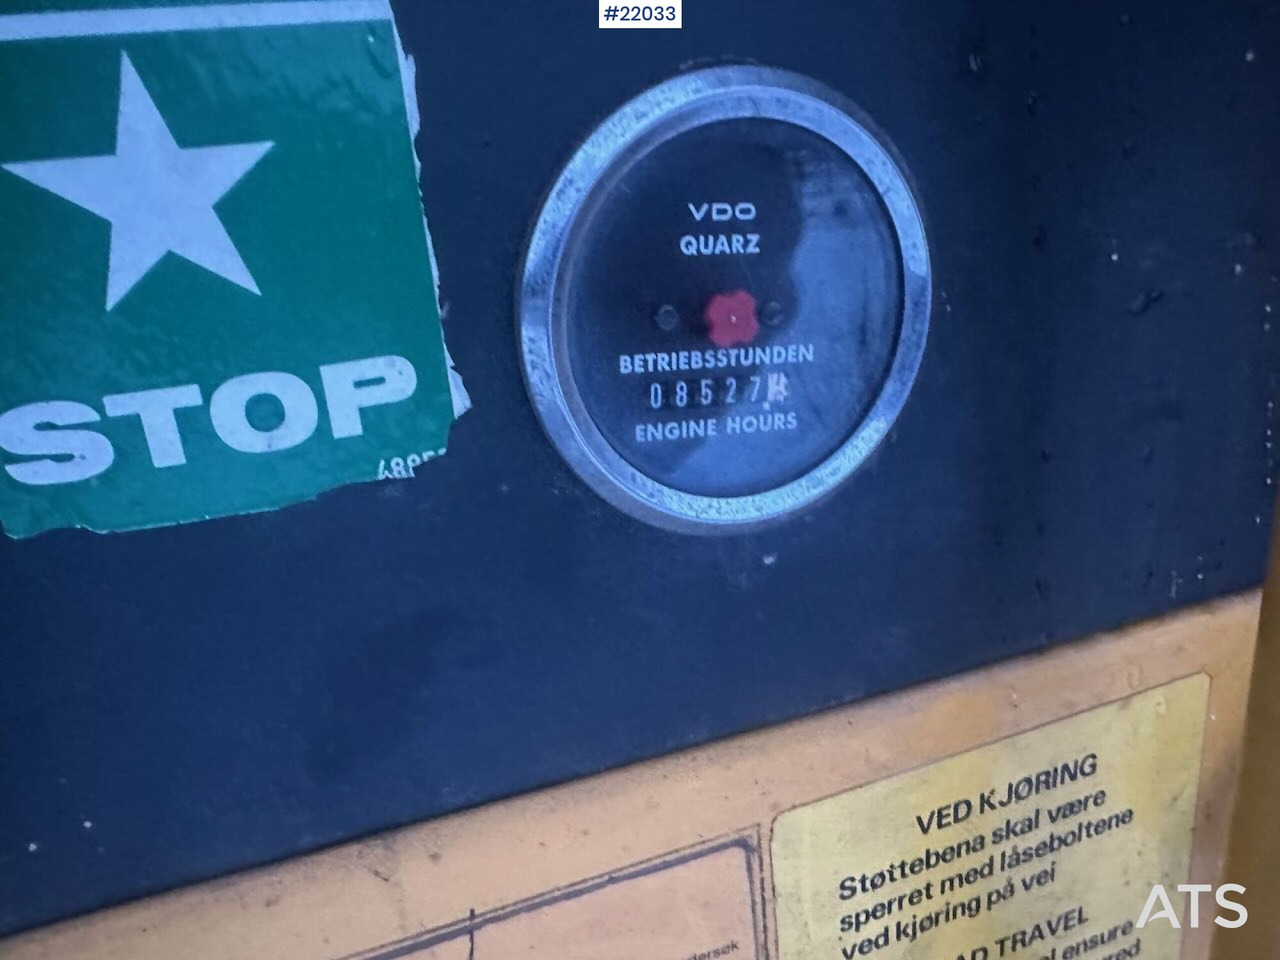 #22033
STOP
VDO
QUARZ
BETRIEBSSTUNDEN
08527
ENGINE HOURS
VED KJØRING
Støttebena skal være
sperret med låseboltene
ved kjøring på vei
AD TRAVEL
ensure
ATS